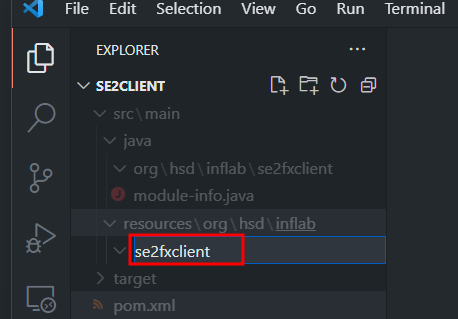 File Edit Selection View Go Run Terminal
EXPLORER
SE2CLIENT
src\main
java
org\hsd\inflab\se2fxclient
module-info.java
resources\org\hsd\inflab
se2fxclient
target
pom.xml